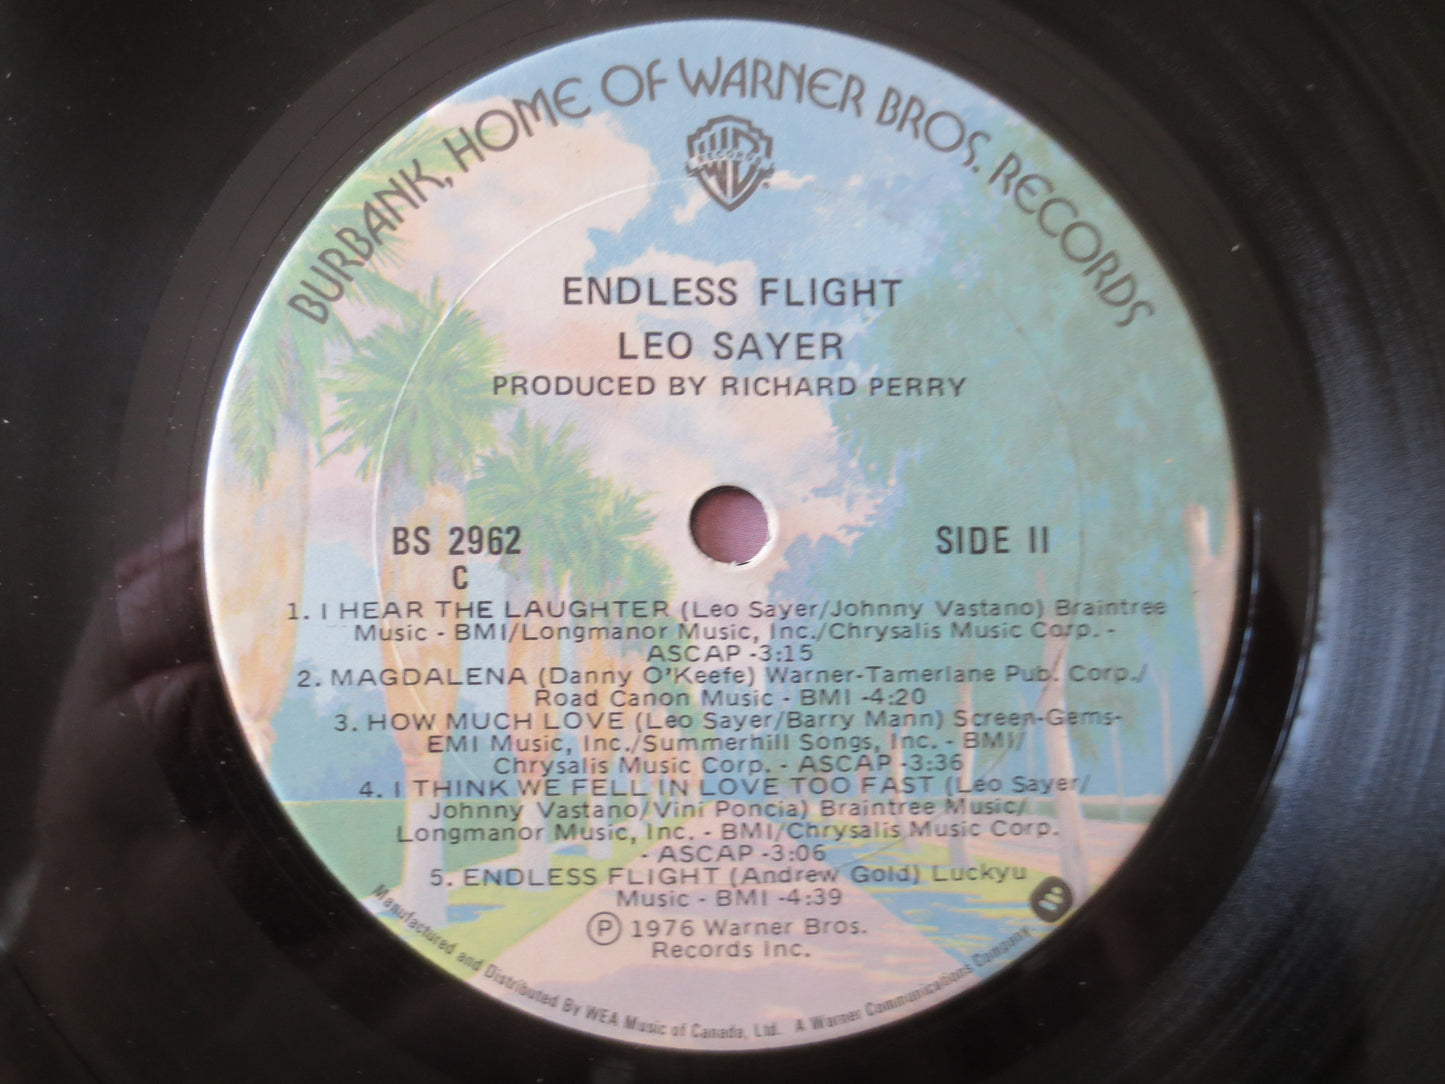 BURBANK, HOME OF WARNER BROS. RECORDS
WB
RECORDS
ENDLESS FLIGHT
LEO SAYER
PRODUCED BY RICHARD PERRY
BS 2962
C
SIDE II
1. I HEAR THE LAUGHTER (Leo Sayer/Johnny Vastano) Braintree
Music - BMI/Longmanor Music, Inc./Chrysalis Music Corp. -
ASCAP -3:15
2. MAGDALENA (Danny O'Keefe) Warner-Tamerlane Pub. Corp./
Road Canon Music - BMI -4:20
3. HOW MUCH LOVE (Leo Sayer/Barry Mann) Screen-Gems-
EMI Music, Inc./Summerhill Songs, Inc. - BMI/
Chrysalis Music Corp. - ASCAP -3:36
4. I THINK WE FELL IN LOVE TOO FAST (Leo Sayer/
Johnny Vastano/Vini Poncia) Braintree Music/
Longmanor Music, Inc. - BMI/Chrysalis Music Corp.
- ASCAP -3:06
5. ENDLESS FLIGHT (Andrew Gold) Luckyu
Music - BMI -4:39
Ⓟ 1976 Warner Bros.
Records Inc.
Manufactured and Distributed By WEA Music of Canada, Ltd. A Warner Communications Company